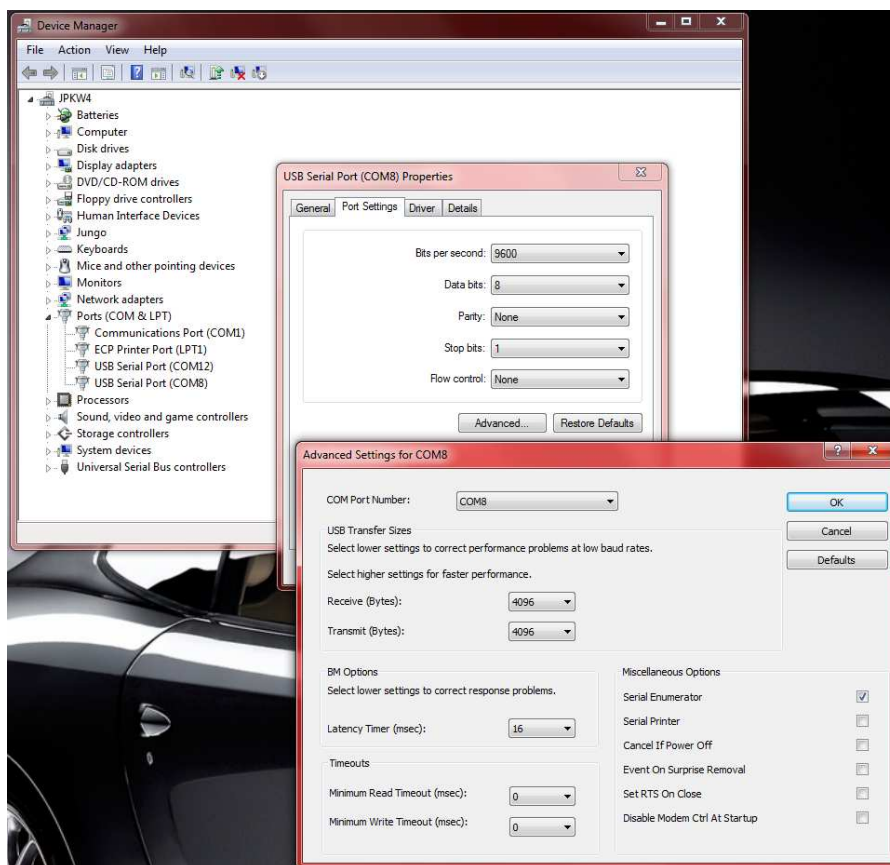 Device Manager
File Action View Help
JPKW4
Batteries
Computer
Disk drives
Display adapters
DVD/CD-ROM drives
Floppy drive controllers
Human Interface Devices
Jungo
Keyboards
Mice and other pointing devices
Monitors
Network adapters
Ports (COM & LPT)
Communications Port (COM1)
ECP Printer Port (LPT1)
USB Serial Port (COM12)
USB Serial Port (COM8)
Processors
Sound, video and game controllers
Storage controllers
System devices
Universal Serial Bus controllers
USB Serial Port (COM8) Properties
General Port Settings Driver Details
Bits per second: 9600
Data bits: 8
Parity: None
Stop bits: 1
Flow control: None
Advanced... Restore Defaults
Advanced Settings for COM8
COM Port Number: COM8
OK
Cancel
Defaults
USB Transfer Sizes
Select lower settings to correct performance problems at low baud rates.
Select higher settings for faster performance.
Receive (Bytes): 4096
Transmit (Bytes): 4096
BM Options
Select lower settings to correct response problems.
Latency Timer (msec): 16
Timeouts
Minimum Read Timeout (msec): 0
Minimum Write Timeout (msec): 0
Miscellaneous Options
Serial Enumerator
Serial Printer
Cancel If Power Off
Event On Surprise Removal
Set RTS On Close
Disable Modem Ctrl At Startup